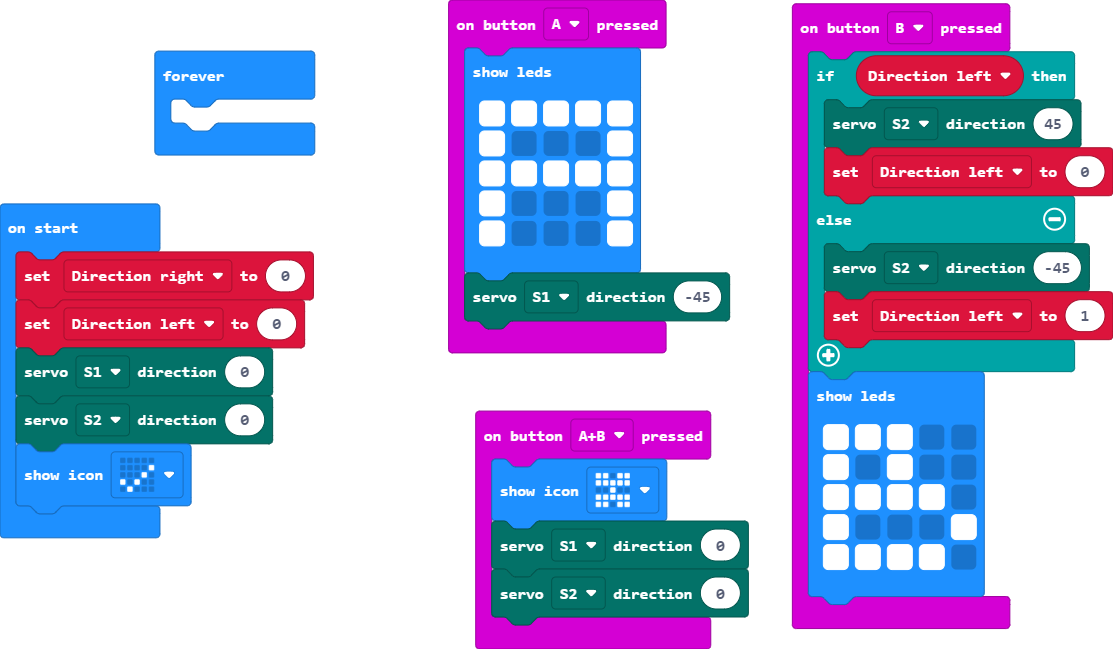 forever
on start
set Direction right to 0
set Direction left to 0
servo S1 direction 0
servo S2 direction 0
show icon
on button A pressed
show leds
servo S1 direction -45
on button A+B pressed
show icon
servo S1 direction 0
servo S2 direction 0
on button B pressed
if Direction left then
servo S2 direction 45
set Direction left to 0
else
servo S2 direction -45
set Direction left to 1
show leds